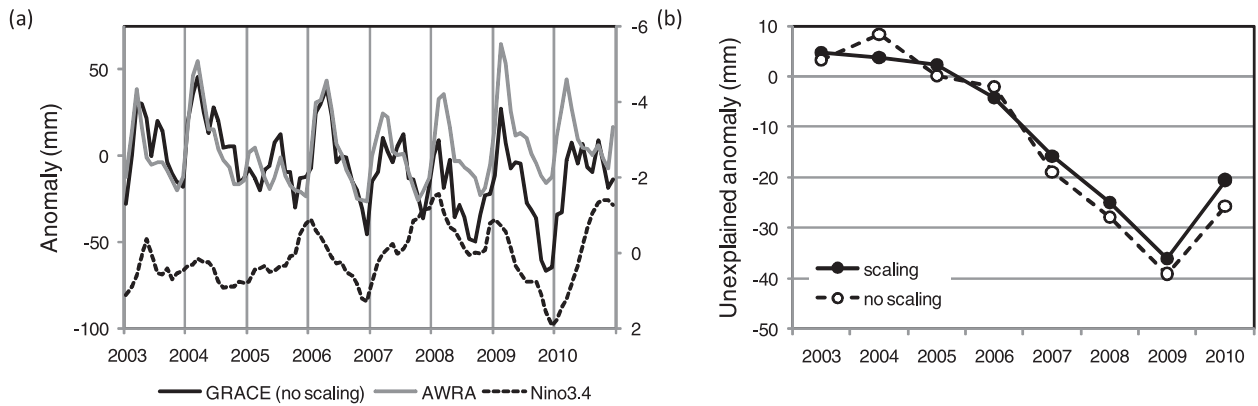 (a)
Anomaly (mm)
50
0
-50
-100
-6
-4
-2
0
2
2003 2004 2005 2006 2007 2008 2009 2010
GRACE (no scaling) AWRA Nino3.4
(b)
Unexplained anomaly (mm)
10
0
-10
-20
-30
-40
-50
scaling
no scaling
2003 2004 2005 2006 2007 2008 2009 2010